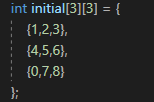 int initial[3][3] = {
{1,2,3},
{4,5,6},
{0,7,8}
};